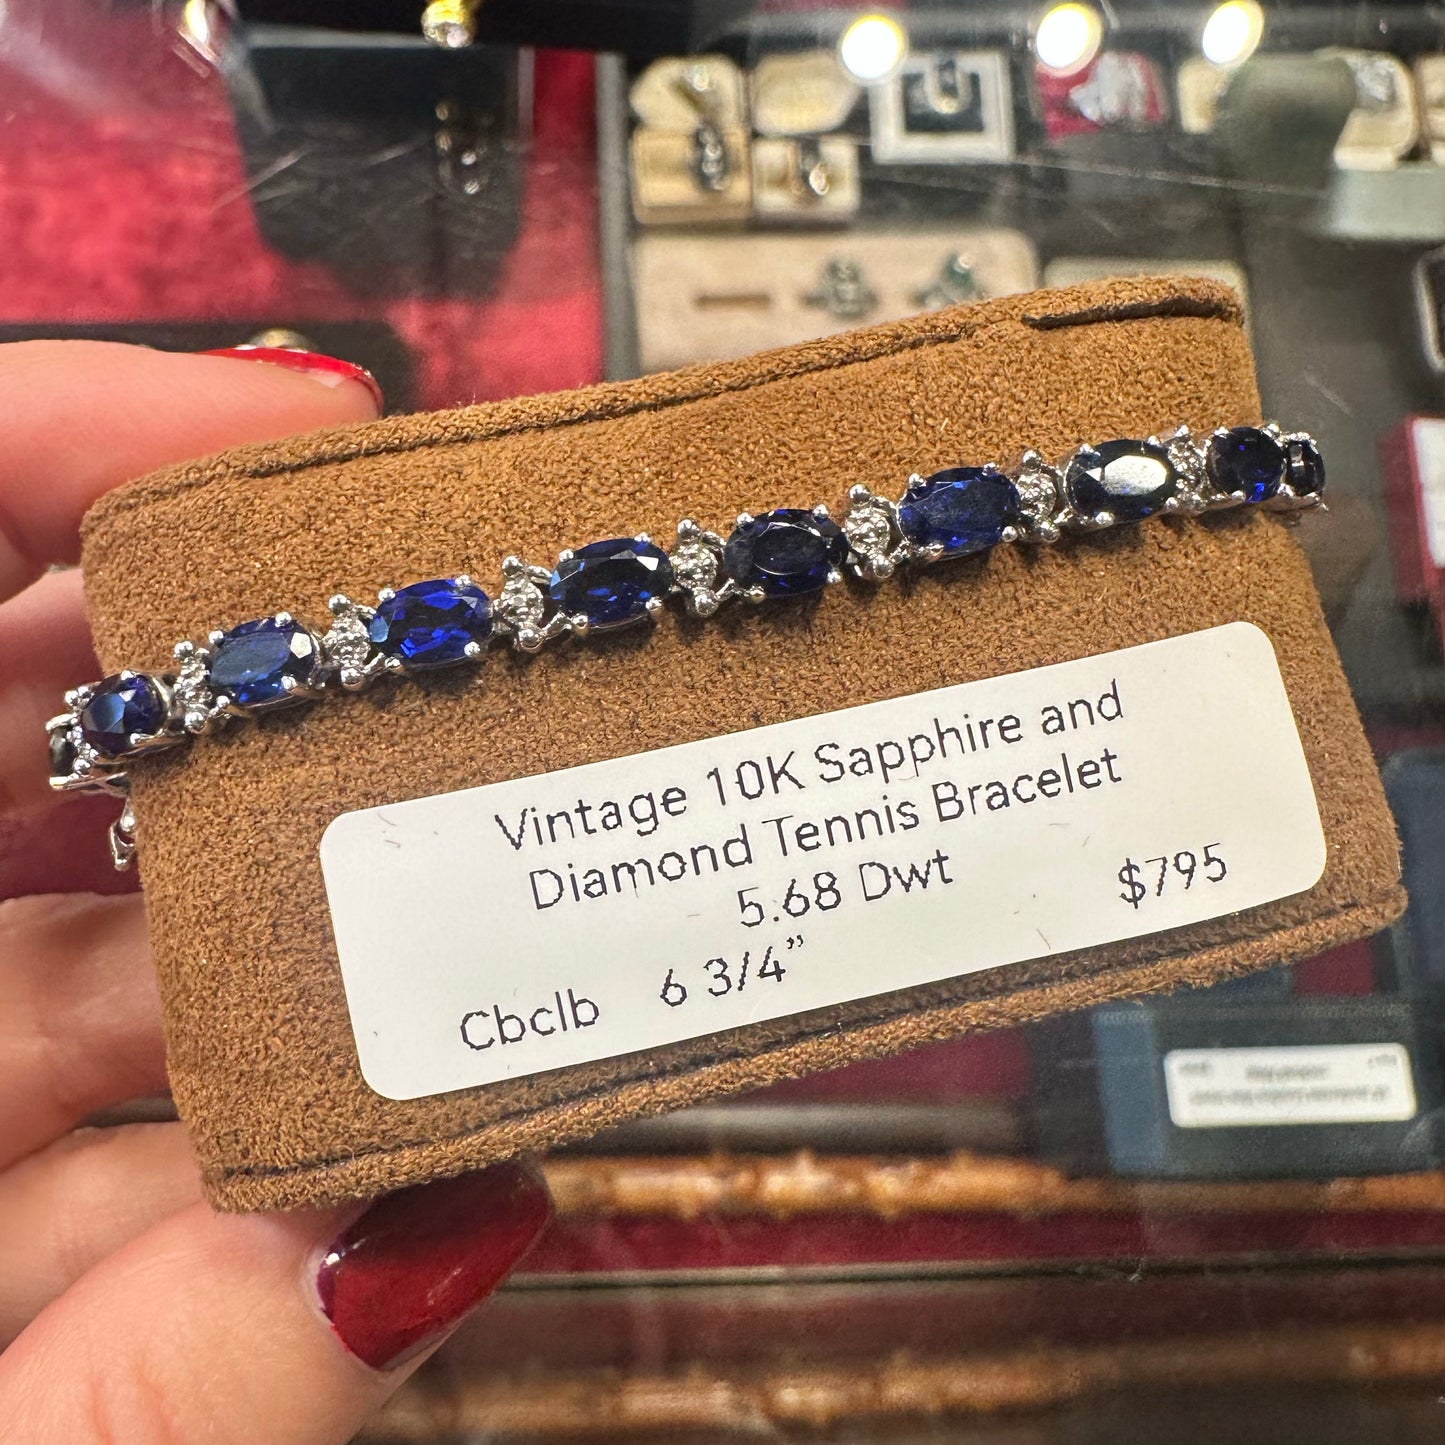 Vintage 10K Sapphire and
Diamond Tennis Bracelet
5.68 Dwt $795
Cbclb 6 3/4"